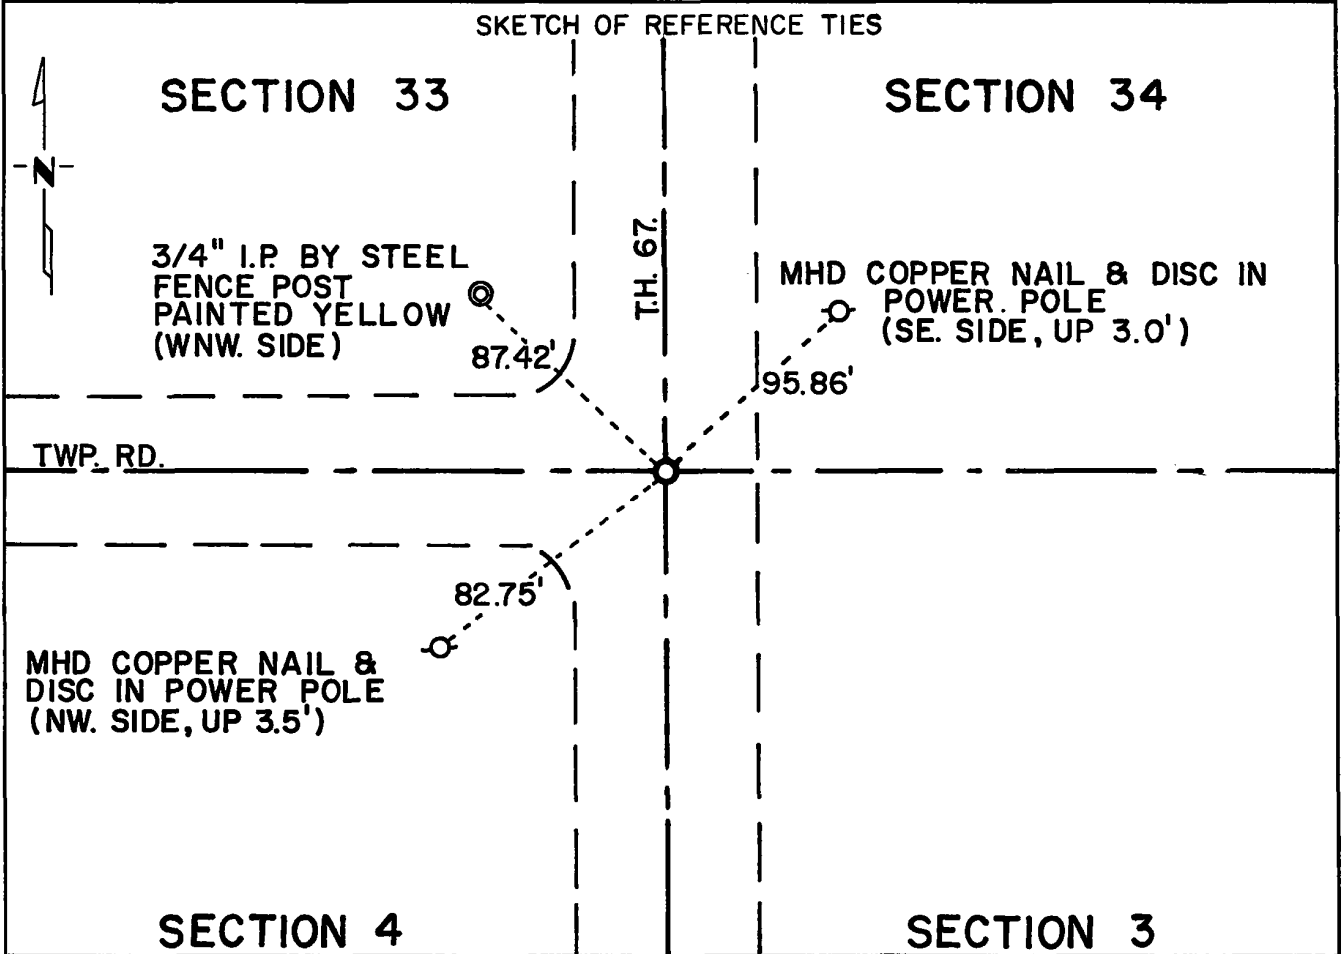 SKETCH OF REFERENCE TIES
SECTION 33
SECTION 34
N
3/4" I.P. BY STEEL
FENCE POST
PAINTED YELLOW
(WNW. SIDE)
87.42'
T.H. 67.
MHD COPPER NAIL & DISC IN
POWER. POLE
(SE. SIDE, UP 3.0')
95.86'
TWP. RD.
82.75'
MHD COPPER NAIL &
DISC IN POWER POLE
(NW. SIDE, UP 3.5')
SECTION 4
SECTION 3